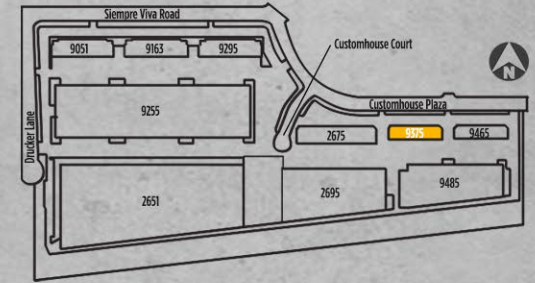 Siempre Viva Road
9051 9163 9295
Customhouse Court
N
9255
Drucker Lane
Customhouse Plaza
2675 9375 9465
2651
2695
9485